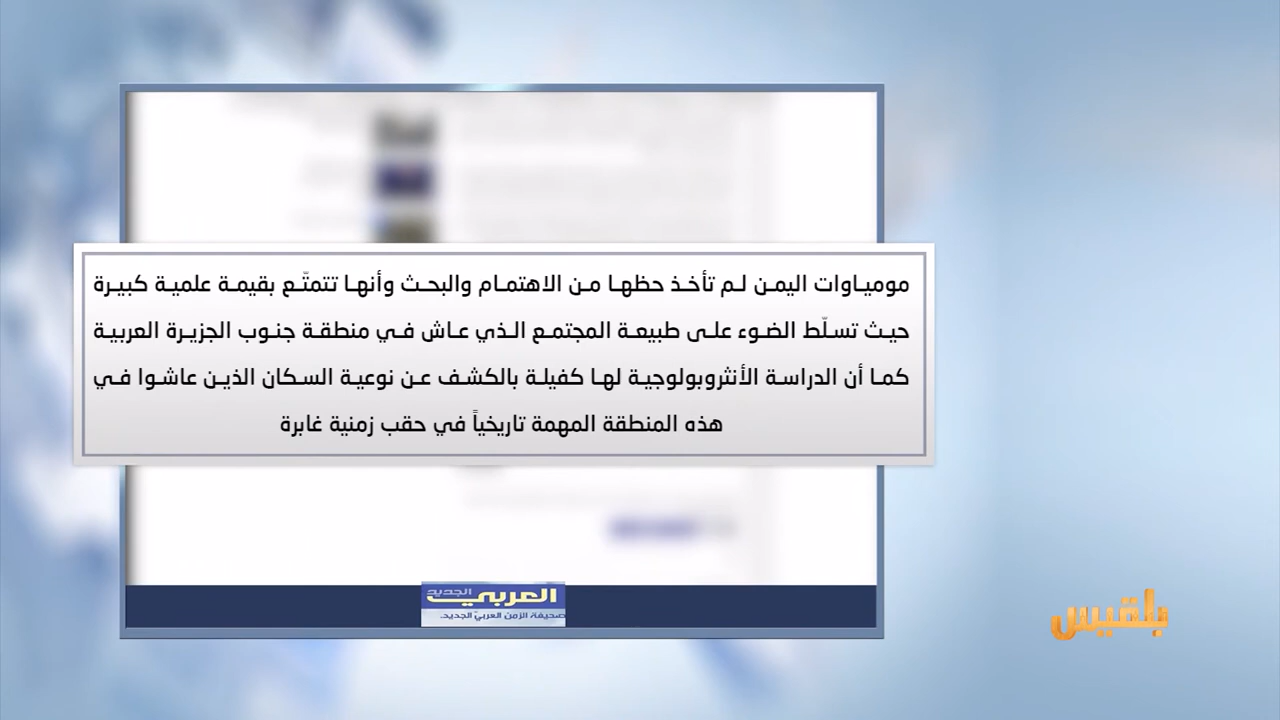 مومياوات اليمن لم تأخذ حظها من الاهتمام والبحث وأنها تتمتّع بقيمة علمية كبيرة
حيث تسلّط الضوء على طبيعة المجتمع الذي عاش في منطقة جنوب الجزيرة العربية
كما أن الدراسة الأنثروبولوجية لها كفيلة بالكشف عن نوعية السكان الذين عاشوا في
هذه المنطقة المهمة تاريخياً في حقب زمنية غابرة
العربي الجديد
صحيفة الزمن العربيّ الجديد.
بلقيس